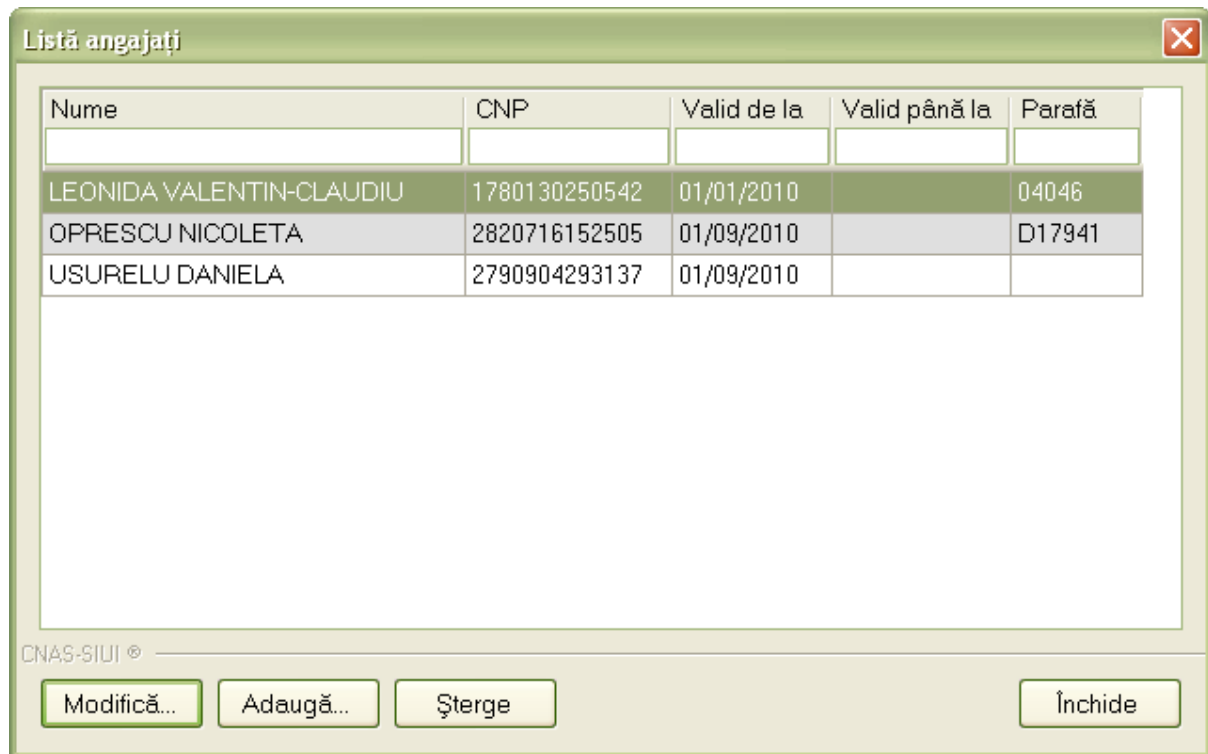 Listă angajați
Nume CNP Valid de la Valid până la Parafă
LEONIDA VALENTIN-CLAUDIU 1780130250542 01/01/2010 04046
OPRESCU NICOLETA 2820716152505 01/09/2010 D17941
USURELU DANIELA 2790904293137 01/09/2010
CNAS-SIUI ®
Modifică... Adaugă... Şterge Închide